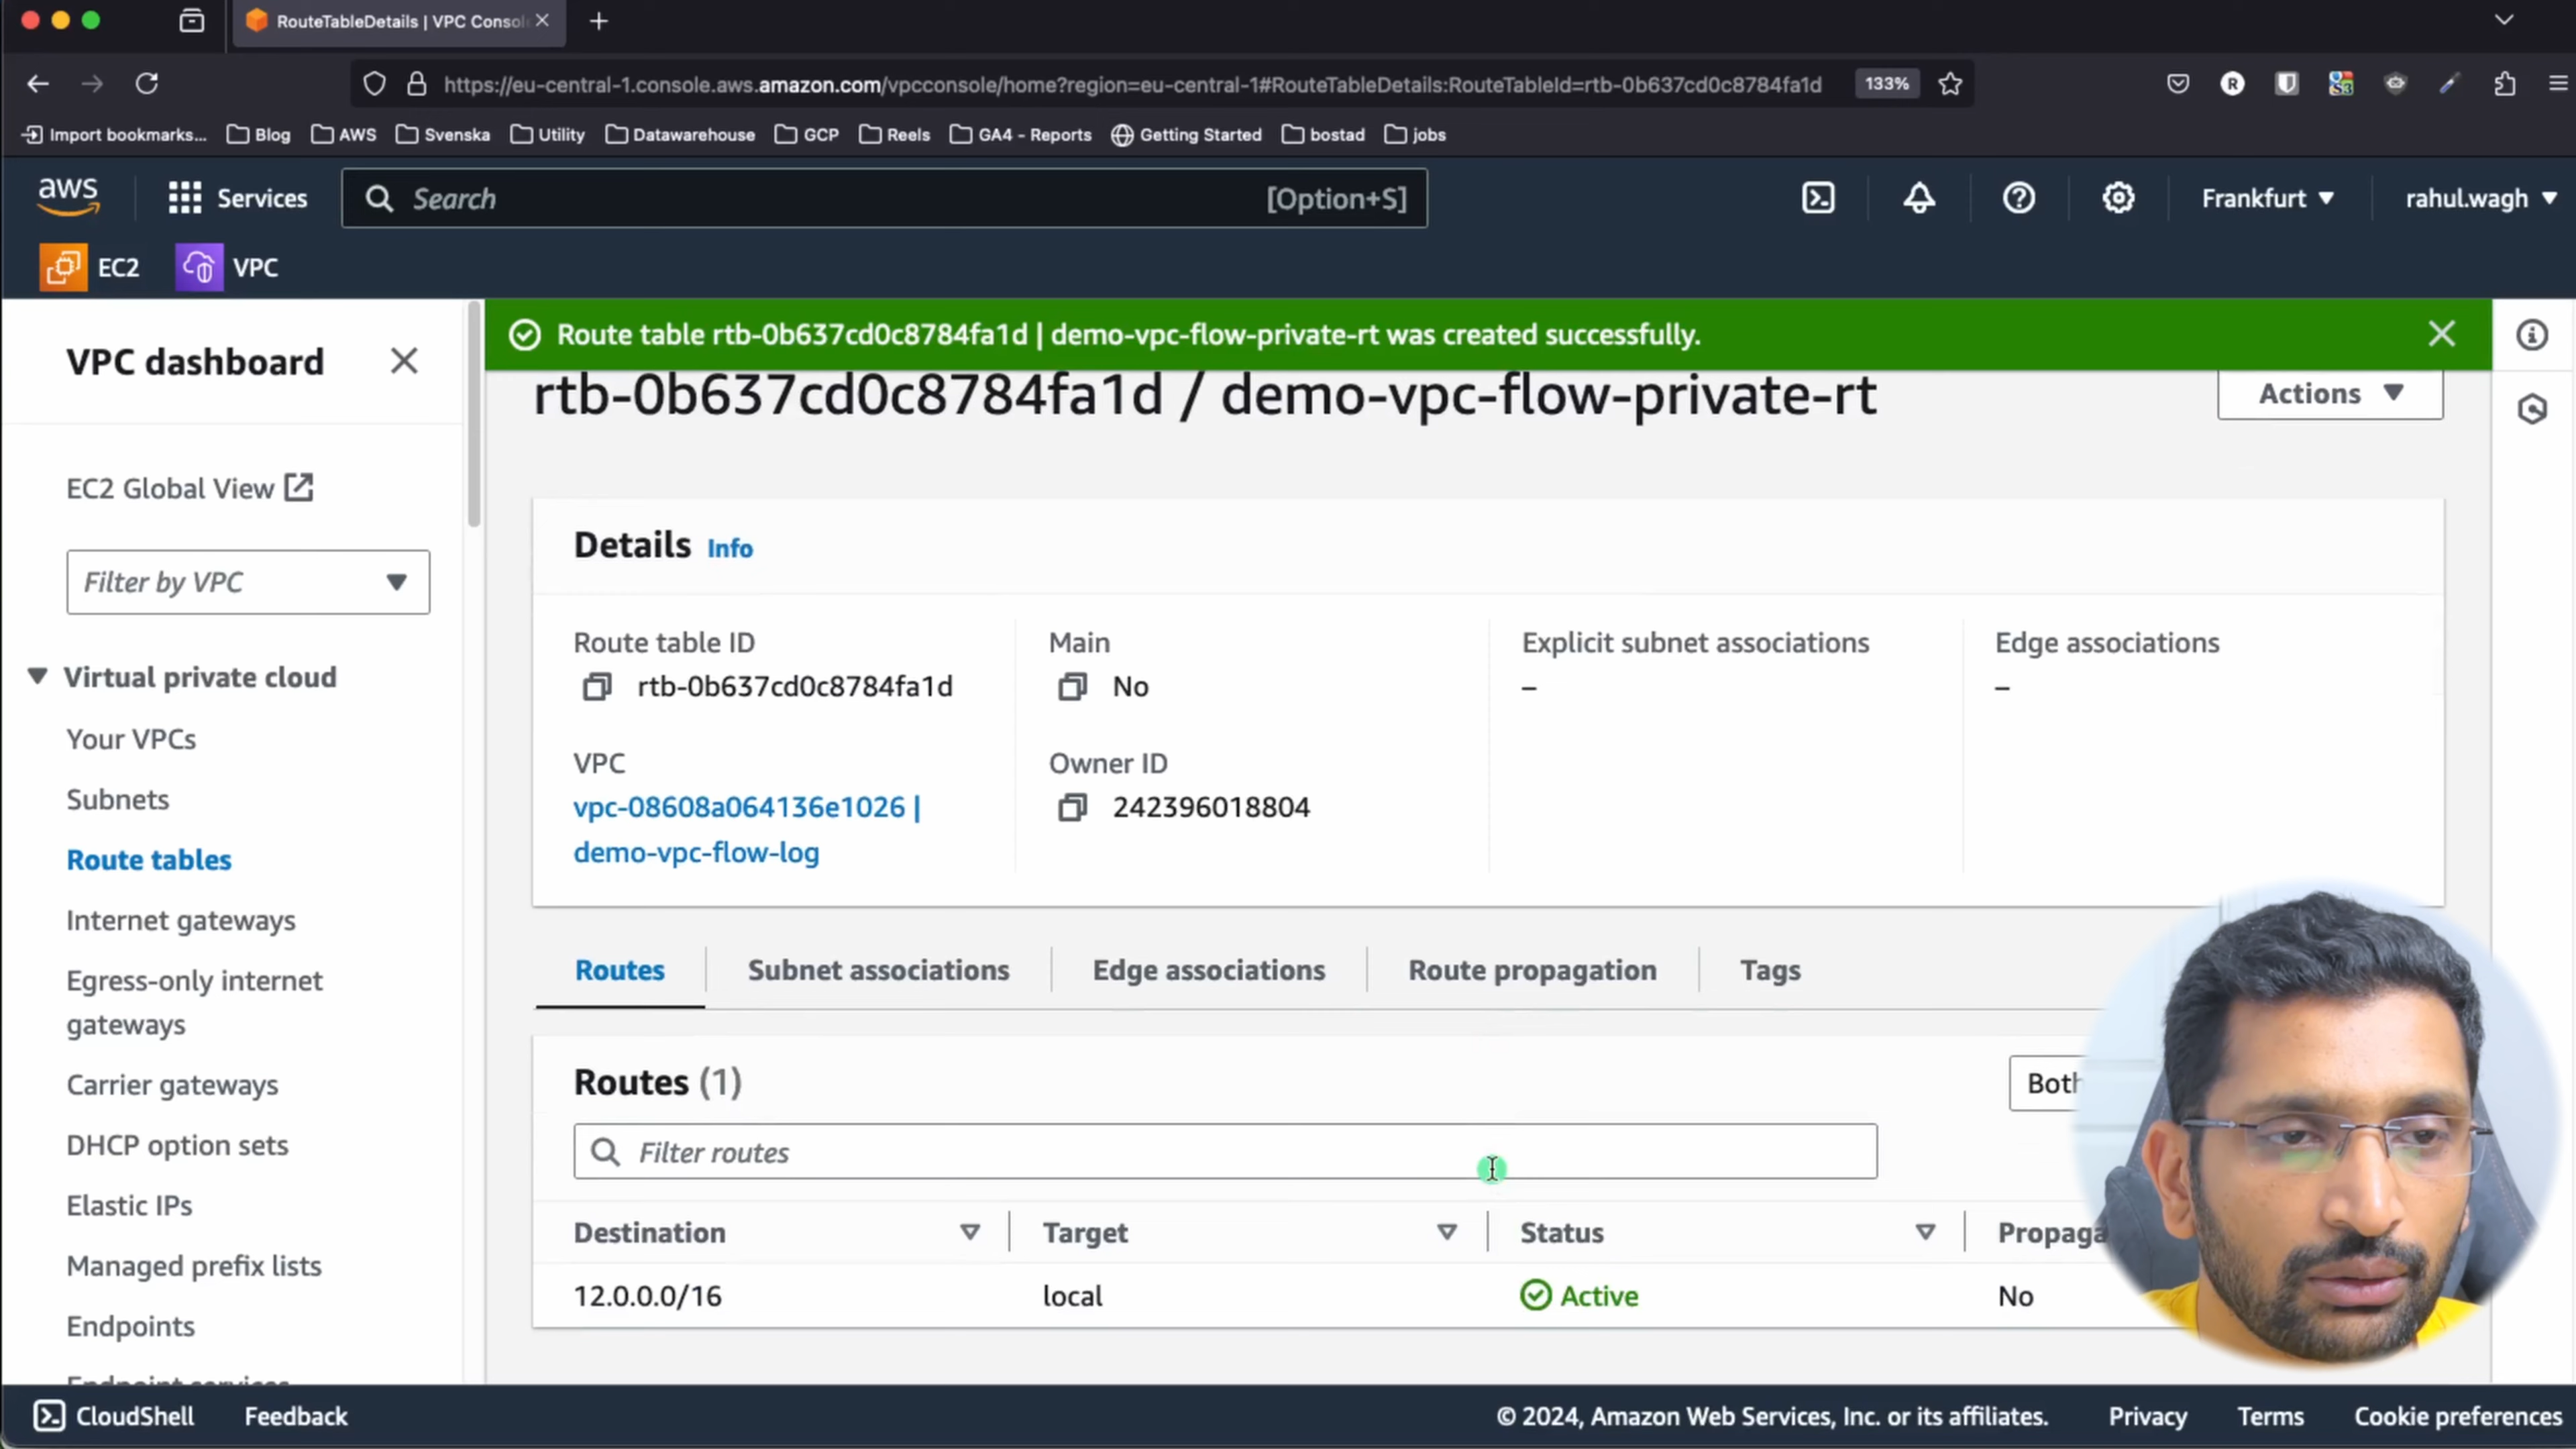 RouteTableDetails | VPC Consol
https://eu-central-1.console.aws.amazon.com/vpcconsole/home?region=eu-central-1#RouteTableDetails:RouteTableId=rtb-0b637cd0c8784fa1d
133%
Import bookmarks... Blog AWS Svenska Utility Datawarehouse GCP Reels GA4 - Reports Getting Started bostad jobs
aws Services Search [Option+S] Frankfurt rahul.wagh
EC2 VPC
Route table rtb-0b637cd0c8784fa1d | demo-vpc-flow-private-rt was created successfully.
VPC dashboard
EC2 Global View
Filter by VPC
Virtual private cloud
Your VPCs
Subnets
Route tables
Internet gateways
Egress-only internet
gateways
Carrier gateways
DHCP option sets
Elastic IPs
Managed prefix lists
Endpoints
Endpoint services
rtb-0b637cd0c8784fa1d / demo-vpc-flow-private-rt
Actions
Details Info
Route table ID
rtb-0b637cd0c8784fa1d
Main
No
Explicit subnet associations
–
Edge associations
–
VPC
vpc-08608a064136e1026 |
demo-vpc-flow-log
Owner ID
242396018804
Routes Subnet associations Edge associations Route propagation Tags
Routes (1)
Both
Filter routes
Destination Target Status Propaga
12.0.0.0/16 local Active No
CloudShell Feedback © 2024, Amazon Web Services, Inc. or its affiliates. Privacy Terms Cookie preferences